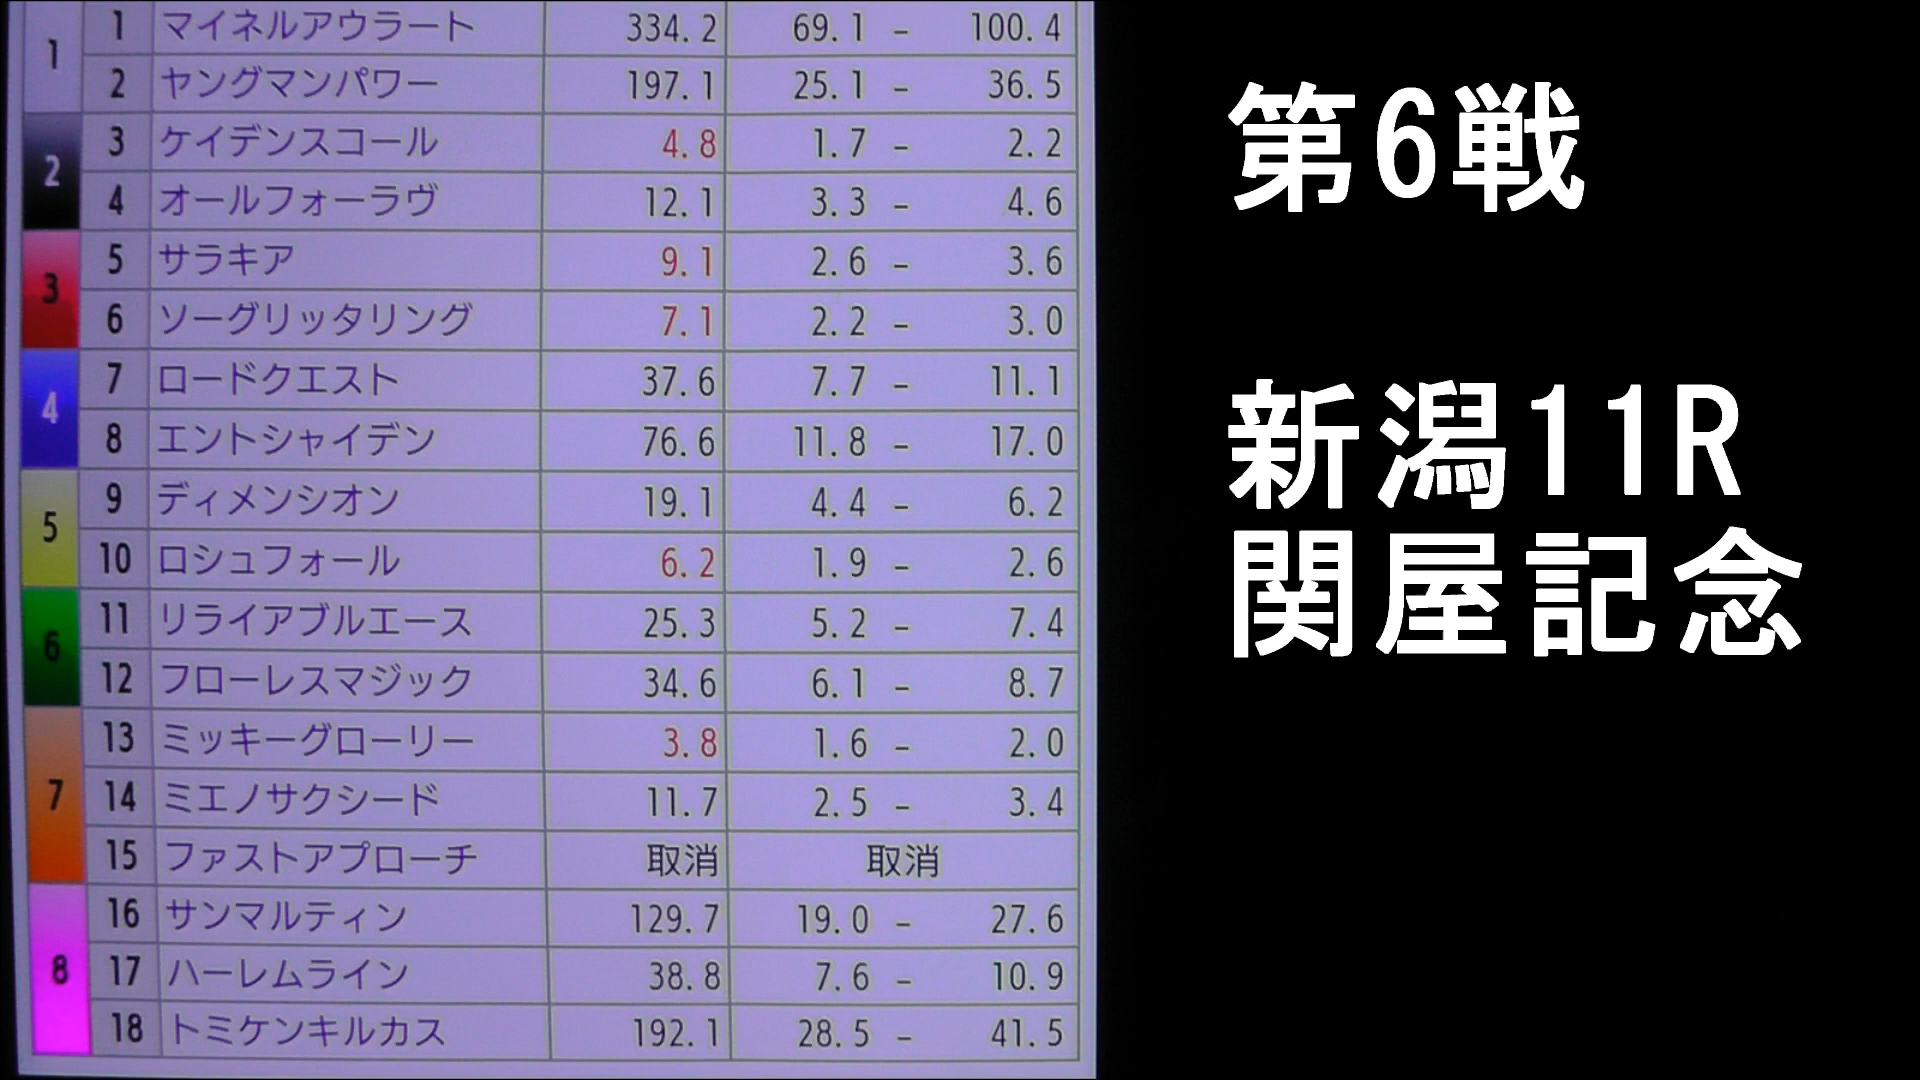 1 1 マイネルアウラート 334.2 69.1 - 100.4
2 ヤングマンパワー 197.1 25.1 - 36.5
2 3 ケイデンスコール 4.8 1.7 - 2.2
4 オールフォーラヴ 12.1 3.3 - 4.6
3 5 サラキア 9.1 2.6 - 3.6
6 ソーグリッタリング 7.1 2.2 - 3.0
4 7 ロードクエスト 37.6 7.7 - 11.1
8 エントシャイデン 76.6 11.8 - 17.0
5 9 ディメンシオン 19.1 4.4 - 6.2
10 ロシュフォール 6.2 1.9 - 2.6
6 11 リライアブルエース 25.3 5.2 - 7.4
12 フローレスマジック 34.6 6.1 - 8.7
7 13 ミッキーグローリー 3.8 1.6 - 2.0
14 ミエノサクシード 11.7 2.5 - 3.4
15 ファストアプローチ 取消 取消
8 16 サンマルティン 129.7 19.0 - 27.6
17 ハーレムライン 38.8 7.6 - 10.9
18 トミケンキルカス 192.1 28.5 - 41.5
第6戦
新潟11R
関屋記念